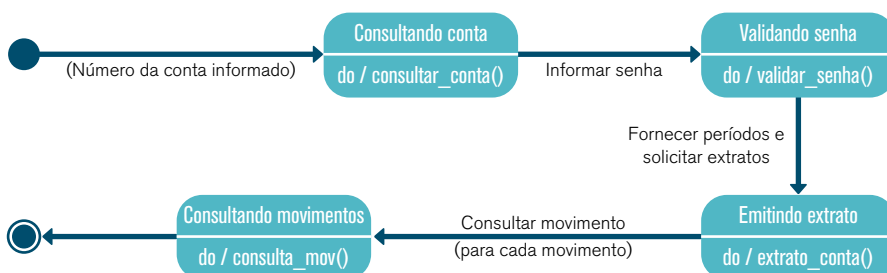 Consultando conta
do / consultar_conta()
(Número da conta informado)
Informar senha
Validando senha
do / validar_senha()
Fornecer períodos e
solicitar extratos
Emitindo extrato
do / extrato_conta()
Consultar movimento
(para cada movimento)
Consultando movimentos
do / consulta_mov()